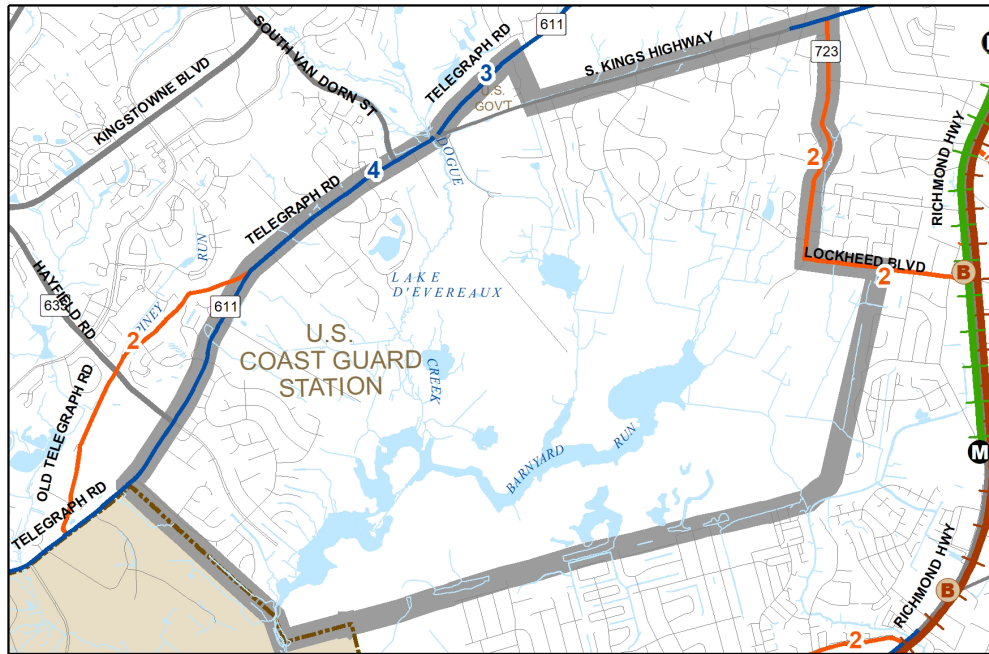 TELEGRAPH RD
611
SOUTH VAN DORN ST
3
S. KINGS HIGHWAY
723
KINGSTOWNE BLVD
U.S.
GOV'T
RICHMOND HWY
DOGUE
4
2
TELEGRAPH RD
RUN
LOCKHEED BLVD
HAYFIELD RD
LAKE
D'EVEREAUX
2
B
633
611
PINEY
2
U.S.
COAST GUARD
STATION
CREEK
OLD TELEGRAPH RD
BARNYARD
RUN
M
TELEGRAPH RD
RICHMOND HWY
B
2